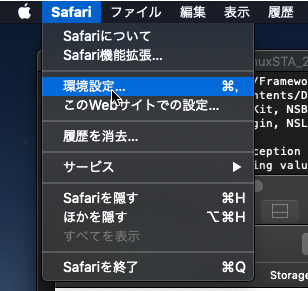 Safari ファイル 編集 表示 履歴
Safariについて
Safari機能拡張...
環境設定... ⌘,
このWebサイトでの設定...
履歴を消去...
サービス ▶
Safariを隠す ⌘H
ほかを隠す ⌥⌘H
すべてを表示
Safariを終了 ⌘Q
nuxSTA_2
/Framewo
ntents/D
Kit, NSB
gin, NSL
ception
ing valu
Storage